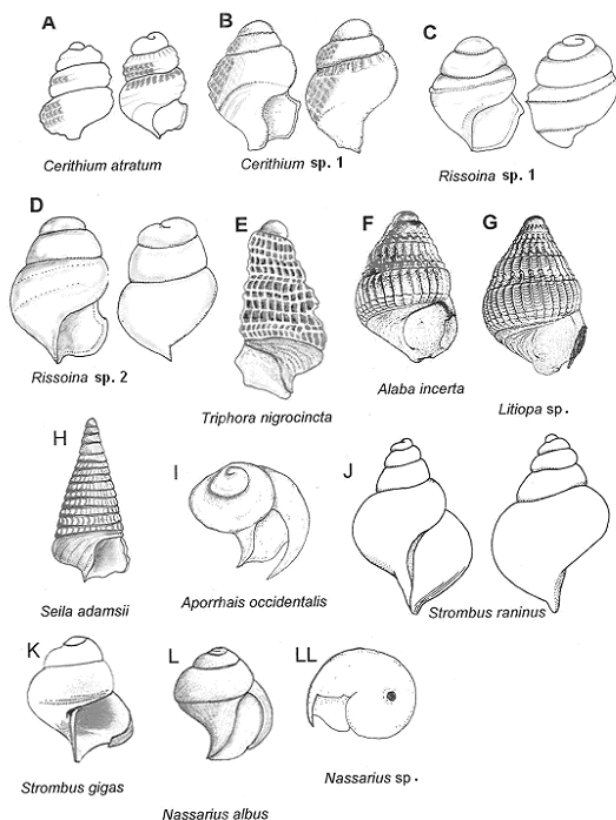 A
B
C
Cerithium atratum
Cerithium sp. 1
Rissoina sp. 1
D
E
F
G
Rissoina sp. 2
Triphora nigrocincta
Alaba incerta
Litiopa sp.
H
I
J
Seila adamsii
Aporrhais occidentalis
Strombus raninus
K
L
LL
Strombus gigas
Nassarius albus
Nassarius sp.